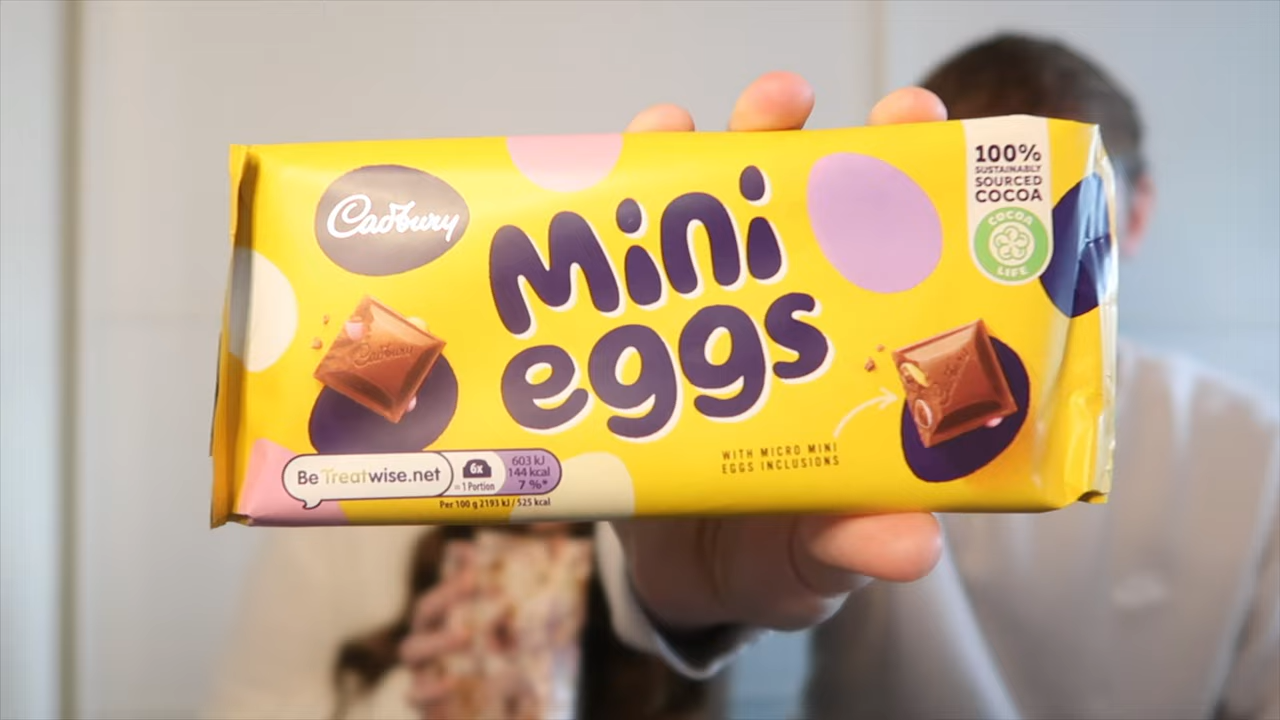 Cadbury
Mini
eggs
100%
SUSTAINABLY
SOURCED
COCOA
COCOA
LIFE
Cadbury
WITH MICRO MINI
EGGS INCLUSIONS
Be Treatwise.net
6x
= 1 Portion
603 kJ
144 kcal
7 %*
Per 100 g 2193 kJ / 525 kcal